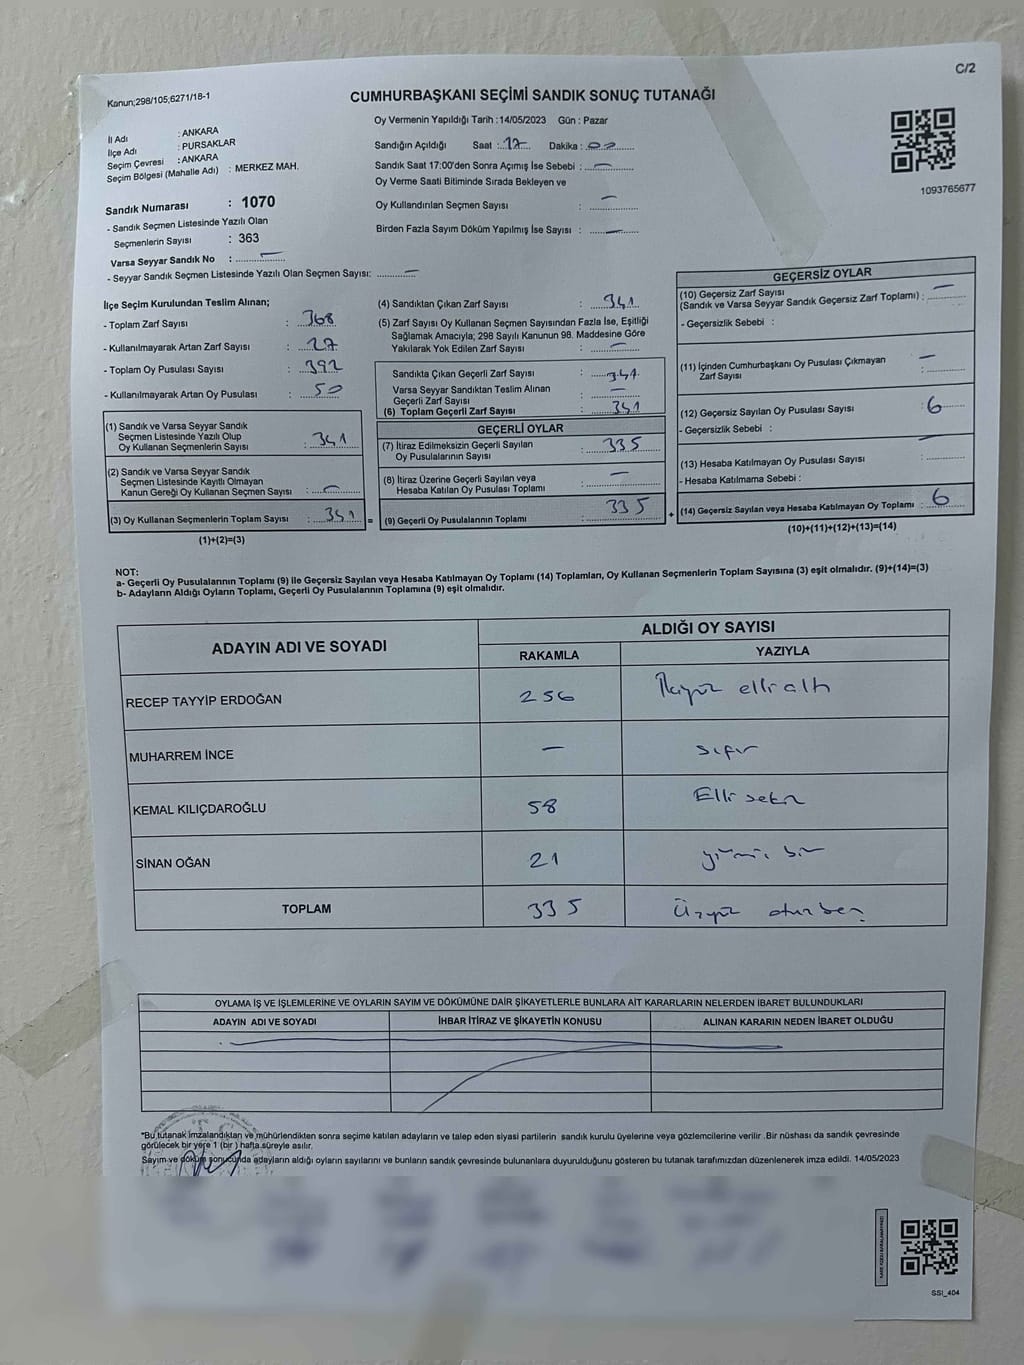 C/2
Kanun;298/105;6271/18-1
CUMHURBAŞKANI SEÇİMİ SANDIK SONUÇ TUTANAĞI
Oy Vermenin Yapıldığı Tarih :14/05/2023 Gün : Pazar
İl Adı : ANKARA
İlçe Adı : PURSAKLAR
Seçim Çevresi : ANKARA
Seçim Bölgesi (Mahalle Adı) : MERKEZ MAH.
Sandığın Açıldığı Saat : 17 Dakika : 00
Sandık Saat 17:00'den Sonra Açımış İse Sebebi : —
Oy Verme Saati Bitiminde Sırada Bekleyen ve
Oy Kullandırılan Seçmen Sayısı : —
Birden Fazla Sayım Döküm Yapılmış İse Sayısı : —
1093765677
Sandık Numarası : 1070
- Sandık Seçmen Listesinde Yazılı Olan
Seçmenlerin Sayısı : 363
Varsa Seyyar Sandık No : —
- Seyyar Sandık Seçmen Listesinde Yazılı Olan Seçmen Sayısı: —
İlçe Seçim Kurulundan Teslim Alınan;
- Toplam Zarf Sayısı : 368
- Kullanılmayarak Artan Zarf Sayısı : 27
- Toplam Oy Pusulası Sayısı : 392
- Kullanılmayarak Artan Oy Pusulası : 50
(1) Sandık ve Varsa Seyyar Sandık
Seçmen Listesinde Yazılı Olup
Oy Kullanan Seçmenlerin Sayısı : 341
(2) Sandık ve Varsa Seyyar Sandık
Seçmen Listesinde Kayıtlı Olmayan
Kanun Gereği Oy Kullanan Seçmen Sayısı : —
(3) Oy Kullanan Seçmenlerin Toplam Sayısı : 341 =
(1)+(2)=(3)
(4) Sandıktan Çıkan Zarf Sayısı : 341
(5) Zarf Sayısı Oy Kullanan Seçmen Sayısından Fazla İse, Eşitliği
Sağlamak Amacıyla; 298 Sayılı Kanunun 98. Maddesine Göre
Yakılarak Yok Edilen Zarf Sayısı : —
Sandıkta Çıkan Geçerli Zarf Sayısı : 341
Varsa Seyyar Sandıktan Teslim Alınan
Geçerli Zarf Sayısı : —
(6) Toplam Geçerli Zarf Sayısı : 341
GEÇERLİ OYLAR
(7) İtiraz Edilmeksizin Geçerli Sayılan
Oy Pusulalarının Sayısı : 335
(8) İtiraz Üzerine Geçerli Sayılan veya
Hesaba Katılan Oy Pusulası Toplamı : —
(9) Geçerli Oy Pusulalarının Toplamı : 335 +
GEÇERSİZ OYLAR
(10) Geçersiz Zarf Sayısı
(Sandık ve Varsa Seyyar Sandık Geçersiz Zarf Toplamı) : —
- Geçersizlik Sebebi :
(11) İçinden Cumhurbaşkanı Oy Pusulası Çıkmayan
Zarf Sayısı : —
(12) Geçersiz Sayılan Oy Pusulası Sayısı : 6
- Geçersizlik Sebebi :
(13) Hesaba Katılmayan Oy Pusulası Sayısı : —
- Hesaba Katılmama Sebebi :
(14) Geçersiz Sayılan veya Hesaba Katılmayan Oy Toplamı : 6
(10)+(11)+(12)+(13)=(14)
NOT:
a- Geçerli Oy Pusulalarının Toplamı (9) ile Geçersiz Sayılan veya Hesaba Katılmayan Oy Toplamı (14) Toplamları, Oy Kullanan Seçmenlerin Toplam Sayısına (3) eşit olmalıdır. (9)+(14)=(3)
b- Adayların Aldığı Oyların Toplamı, Geçerli Oy Pusulalarının Toplamına (9) eşit olmalıdır.
ADAYIN ADI VE SOYADI ALDIĞI OY SAYISI
RAKAMLA YAZIYLA
RECEP TAYYİP ERDOĞAN 256 İkiyüz elli altı
MUHARREM İNCE — sıfır
KEMAL KILIÇDAROĞLU 58 Elli sekiz
SİNAN OĞAN 21 yirmi bir
TOPLAM 335 Üçyüz otuzbeş
OYLAMA İŞ VE İŞLEMLERİNE VE OYLARIN SAYIM VE DÖKÜMÜNE DAİR ŞİKAYETLERLE BUNLARA AİT KARARLARIN NELERDEN İBARET BULUNDUKLARI
ADAYIN ADI VE SOYADI İHBAR İTİRAZ VE ŞİKAYETİN KONUSU ALINAN KARARIN NEDEN İBARET OLDUĞU
*Bu tutanak imzalandıktan ve mühürlendikten sonra seçime katılan adayların ve talep eden siyasi partilerin sandık kurulu üyelerine veya gözlemcilerine verilir .Bir nüshası da sandık çevresinde
görülecek bir yere 1 (bir ) hafta süreyle asılır.
Sayım ve döküm sonucunda adayların aldığı oyların sayılarını ve bunların sandık çevresinde bulunanlara duyurulduğunu gösteren bu tutanak tarafımızdan düzenlenerek imza edildi. 14/05/2023
SSI_404